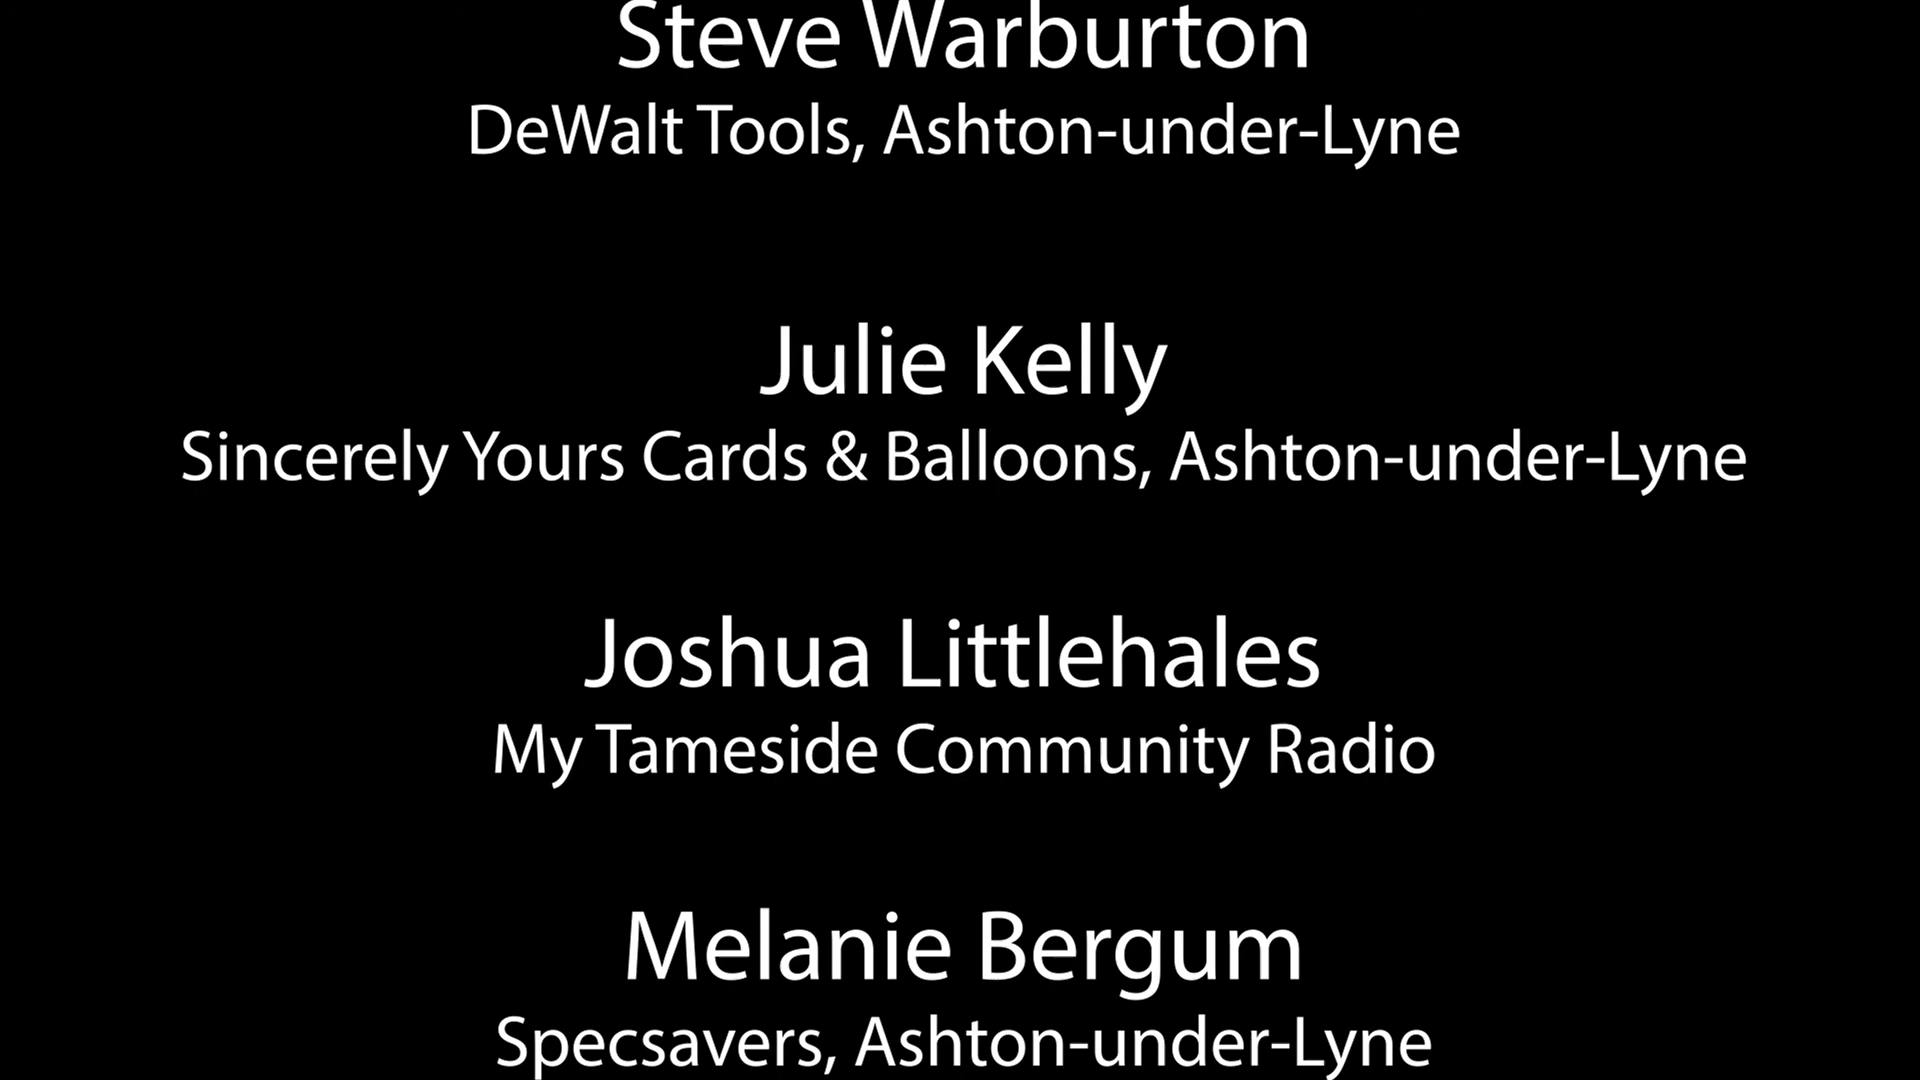 Steve Warburton
DeWalt Tools, Ashton-under-Lyne
Julie Kelly
Sincerely Yours Cards & Balloons, Ashton-under-Lyne
Joshua Littlehales
My Tameside Community Radio
Melanie Bergum
Specsavers, Ashton-under-Lyne